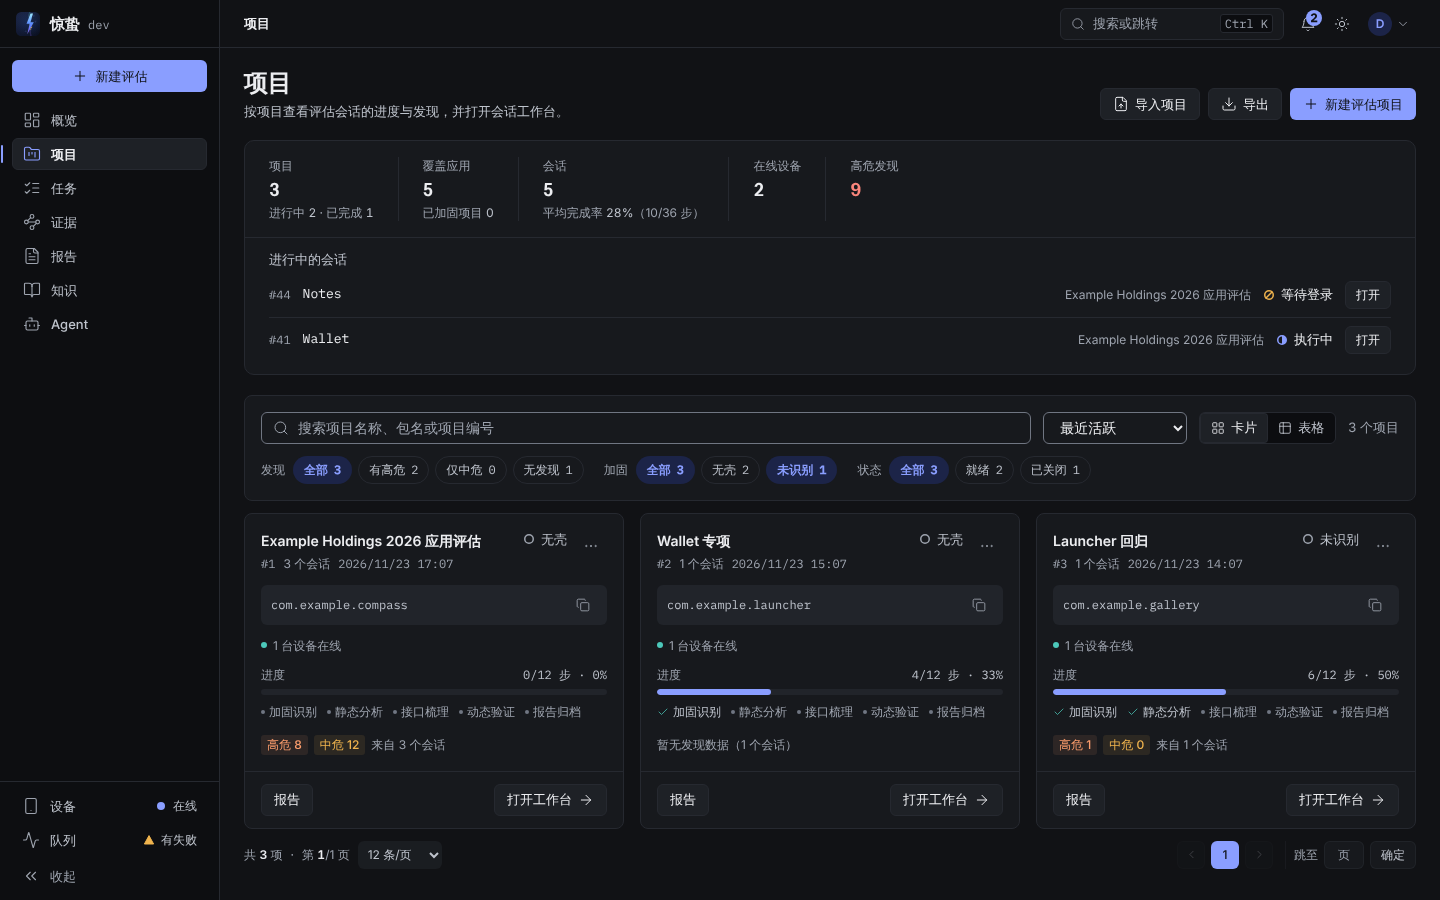 惊蛰 dev
项目
搜索或跳转 Ctrl K
2
D
新建评估
概览
项目
任务
证据
报告
知识
Agent
设备 在线
队列 有失败
收起
项目
按项目查看评估会话的进度与发现，并打开会话工作台。
导入项目 导出 新建评估项目
项目 覆盖应用 会话 在线设备 高危发现
3 5 5 2 9
进行中 2 · 已完成 1 已加固项目 0 平均完成率 28%（10/36 步）
进行中的会话
#44 Notes Example Holdings 2026 应用评估 等待登录 打开
#41 Wallet Example Holdings 2026 应用评估 执行中 打开
搜索项目名称、包名或项目编号 最近活跃 卡片 表格 3 个项目
发现 全部 3 有高危 2 仅中危 0 无发现 1 加固 全部 3 无壳 2 未识别 1 状态 全部 3 就绪 2 已关闭 1
Example Holdings 2026 应用评估 无壳 ...
#1 3 个会话 2026/11/23 17:07
com.example.compass
1 台设备在线
进度 0/12 步 · 0%
加固识别 静态分析 接口梳理 动态验证 报告归档
高危 8 中危 12 来自 3 个会话
报告 打开工作台
Wallet 专项 无壳 ...
#2 1 个会话 2026/11/23 15:07
com.example.launcher
1 台设备在线
进度 4/12 步 · 33%
加固识别 静态分析 接口梳理 动态验证 报告归档
暂无发现数据（1 个会话）
报告 打开工作台
Launcher 回归 未识别 ...
#3 1 个会话 2026/11/23 14:07
com.example.gallery
1 台设备在线
进度 6/12 步 · 50%
加固识别 静态分析 接口梳理 动态验证 报告归档
高危 1 中危 0 来自 1 个会话
报告 打开工作台
共 3 项 · 第 1/1 页 12 条/页 1 跳至 页 确定